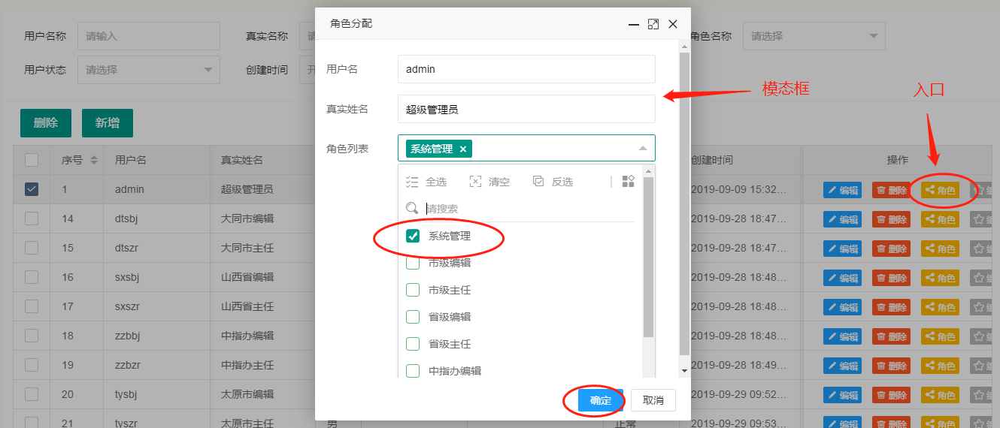 角色分配
用户名称 请输入 真实名称 角色名称 请选择
用户状态 请选择 创建时间
用户名 admin
真实姓名 超级管理员
角色列表 系统管理
全选 清空 反选
请搜索
系统管理
市级编辑
市级主任
省级编辑
省级主任
中指办编辑
确定 取消
模态框
入口
删除 新增
序号 用户名 真实姓名 创建时间 操作
1 admin 超级管理员 2019-09-09 15:32... 编辑 删除 角色
14 dtsbj 大同市编辑 2019-09-28 18:47... 编辑 删除 角色
15 dtszr 大同市主任 2019-09-28 18:47... 编辑 删除 角色
16 sxsbj 山西省编辑 2019-09-28 18:48... 编辑 删除 角色
17 sxszr 山西省主任 2019-09-28 18:48... 编辑 删除 角色
18 zzbbj 中指办编辑 2019-09-28 18:48... 编辑 删除 角色
19 zzbzr 中指办主任 2019-09-28 18:49... 编辑 删除 角色
20 tysbj 太原市编辑 2019-09-29 09:52... 编辑 删除 角色
21 tyszr 太原市主任 男 正常 2019-09-29 09:53... 编辑 删除 角色